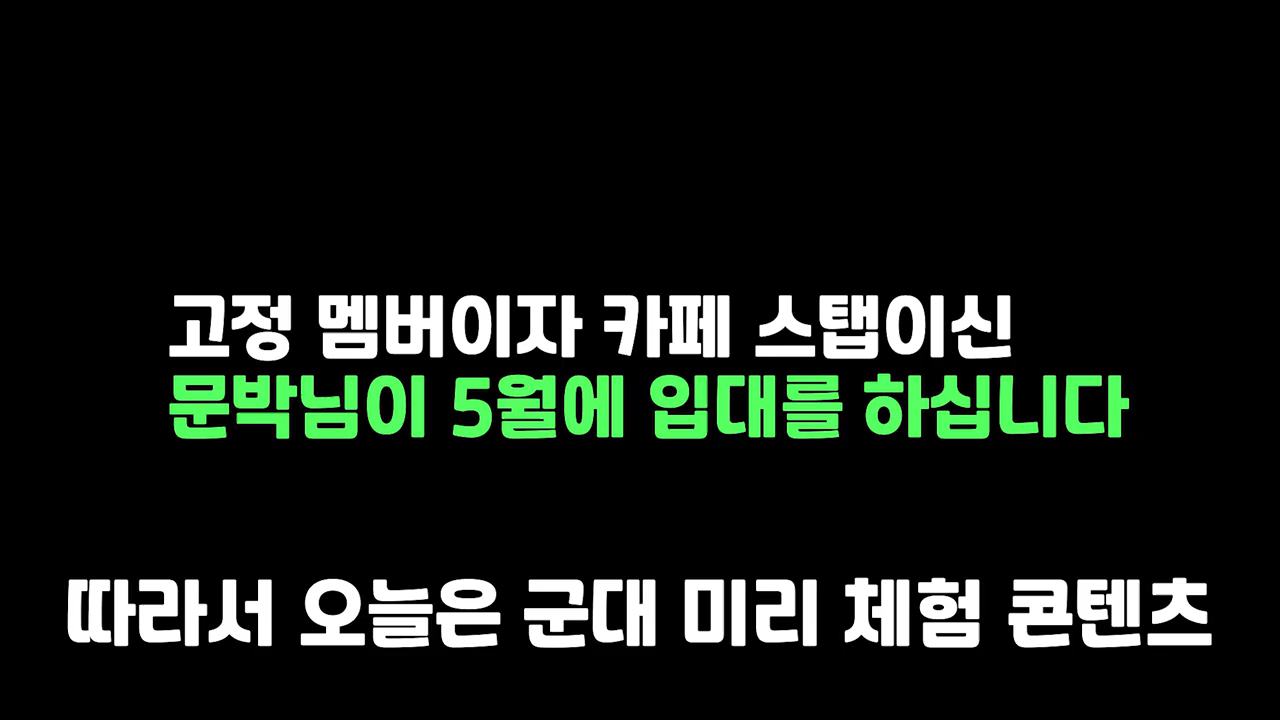 고정 멤버이자 카페 스탭이신
문박님이 5월에 입대를 하십니다
따라서 오늘은 군대 미리 체험 콘텐츠